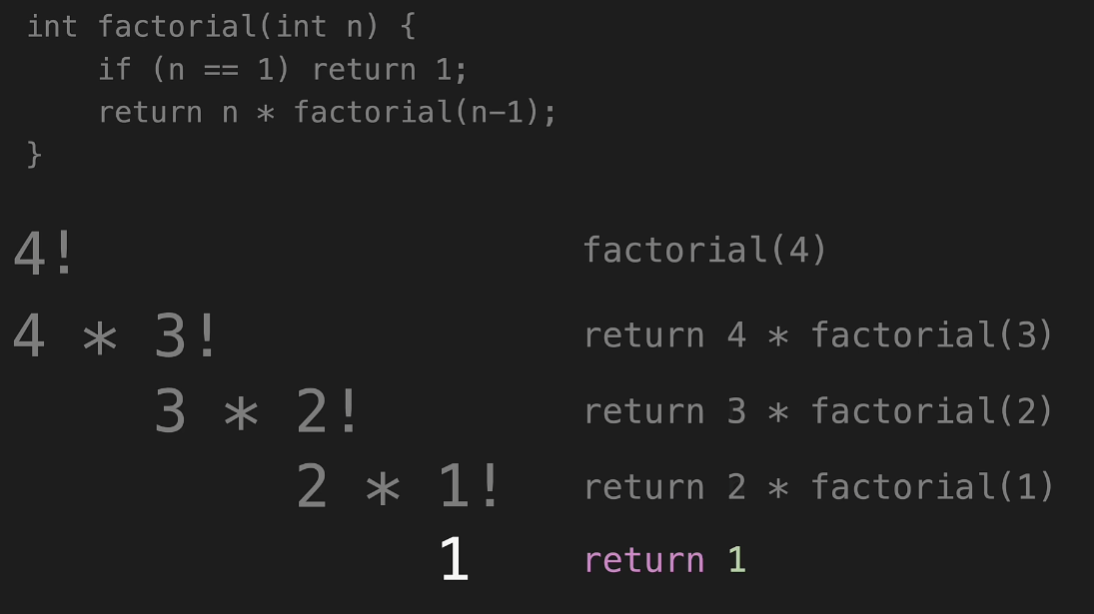 int factorial(int n) {
    if (n == 1) return 1;
    return n * factorial(n-1);
}
4! factorial(4)
4 * 3! return 4 * factorial(3)
3 * 2! return 3 * factorial(2)
2 * 1! return 2 * factorial(1)
1 return 1